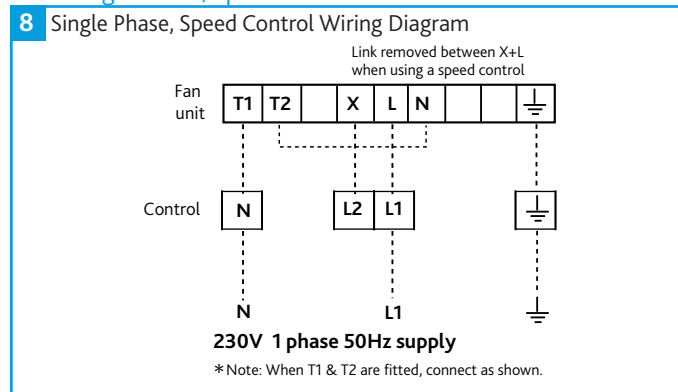 8 Single Phase, Speed Control Wiring Diagram
Link removed between X+L
when using a speed control
Fan
unit
T1 T2 X L N
Control
N L2 L1
N L1
230V 1 phase 50Hz supply
*Note: When T1 & T2 are fitted, connect as shown.